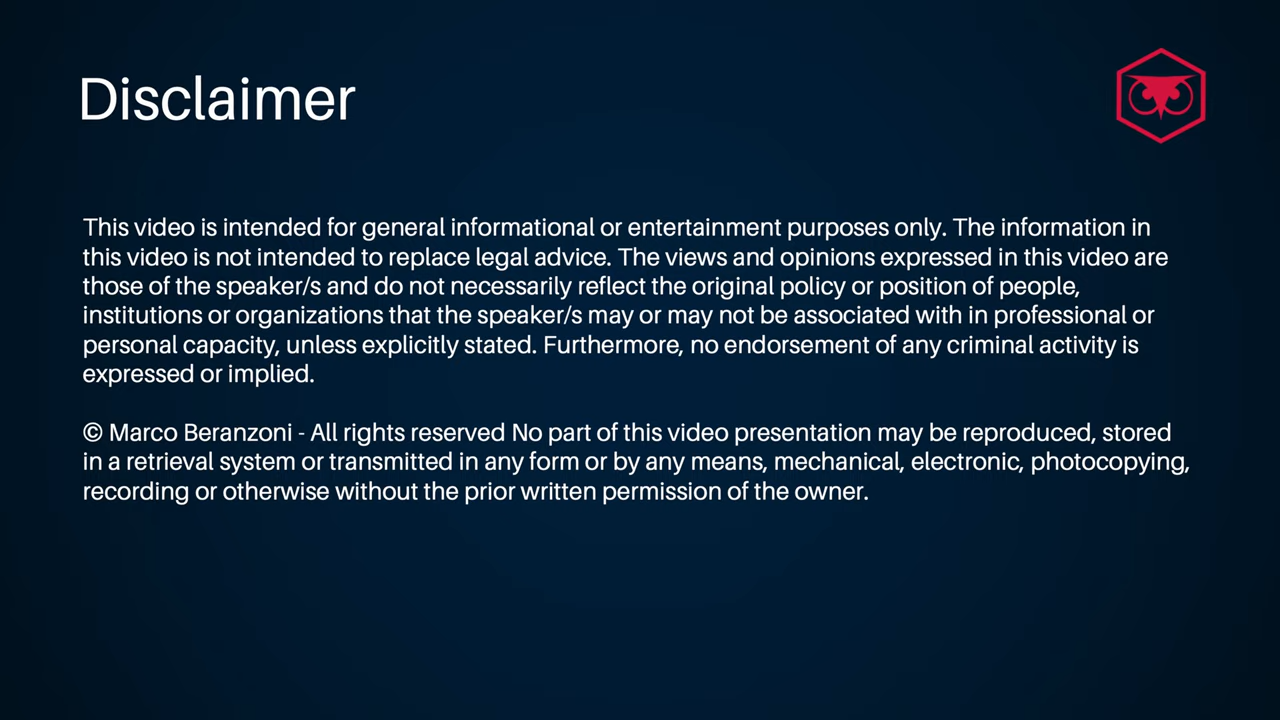 Disclaimer
This video is intended for general informational or entertainment purposes only. The information in
this video is not intended to replace legal advice. The views and opinions expressed in this video are
those of the speaker/s and do not necessarily reflect the original policy or position of people,
institutions or organizations that the speaker/s may or may not be associated with in professional or
personal capacity, unless explicitly stated. Furthermore, no endorsement of any criminal activity is
expressed or implied.
© Marco Beranzoni - All rights reserved No part of this video presentation may be reproduced, stored
in a retrieval system or transmitted in any form or by any means, mechanical, electronic, photocopying,
recording or otherwise without the prior written permission of the owner.